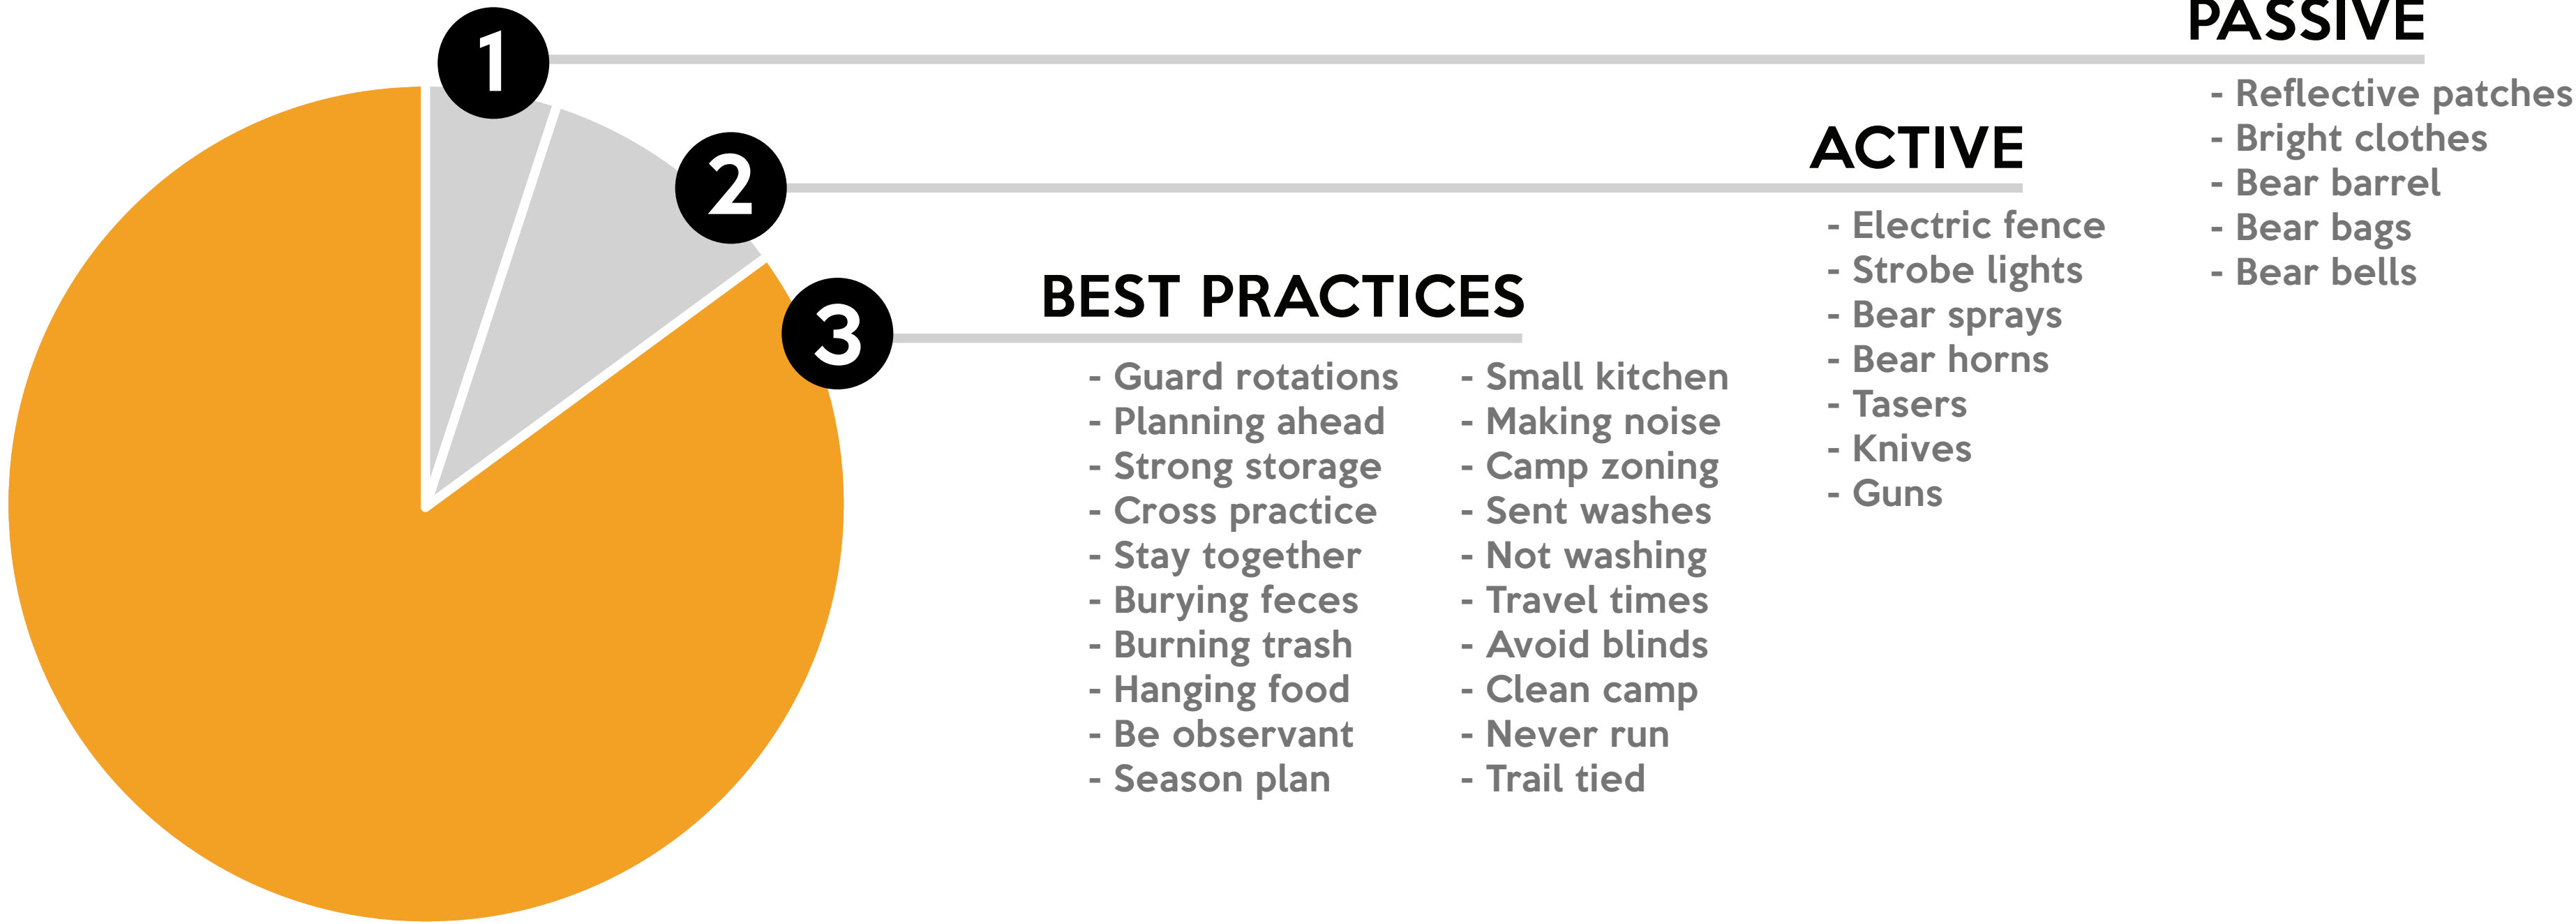 1
PASSIVE
- Reflective patches
- Bright clothes
- Bear barrel
- Bear bags
- Bear bells
2
ACTIVE
- Electric fence
- Strobe lights
- Bear sprays
- Bear horns
- Tasers
- Knives
- Guns
3
BEST PRACTICES
- Guard rotations
- Planning ahead
- Strong storage
- Cross practice
- Stay together
- Burying feces
- Burning trash
- Hanging food
- Be observant
- Season plan
- Small kitchen
- Making noise
- Camp zoning
- Sent washes
- Not washing
- Travel times
- Avoid blinds
- Clean camp
- Never run
- Trail tied